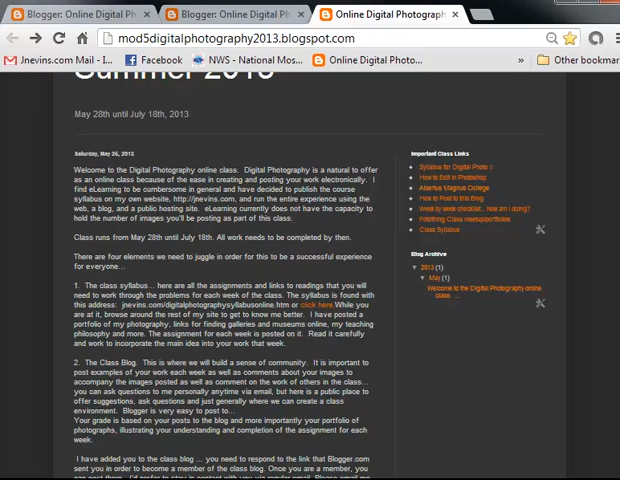 Blogger: Online Digital Ph
Blogger: Online Digital Ph
Online Digital Photograph
mod5digitalphotography2013.blogspot.com
Jnevins.com Mail - I...
Facebook
NWS - National Mos...
Online Digital Photo...
»
Other bookmar
Summer 2013
May 28th until July 18th, 2013
Saturday, May 25, 2013
Welcome to the Digital Photography online class. Digital Photography is a natural to offer
as an online class because of the ease in creating and posting your work electronically. I
find eLearning to be cumbersome in general and have decided to publish the course
syllabus on my own website, http://jnevins.com, and run the entire experience using the
web, a blog, and a public hosting site. eLearning currently does not have the capacity to
hold the number of images you'll be posting as part of this class.
Class runs from May 28th until July 18th. All work needs to be completed by then.
There are four elements we need to juggle in order for this to be a successful experience
for everyone...
1. The class syllabus... here are all the assignments and links to readings that you will
need to work through the problems for each week of the class. The syllabus is found with
this address: jnevins.com/digitalphotographysyllabusonline.htm or click here.While you
are at it, browse around the rest of my site to get to know me better. I have posted a
portfolio of my photography, links for finding galleries and museums online, my teaching
philosophy and more. The assignment for each week is posted on it. Read it carefully
and work to incorporate the main idea into your work that week.
2. The Class Blog. This is where we will build a sense of community. It is important to
post examples of your work each week as well as comments about your images to
accompany the images posted as well as comment on the work of others in the class...
you can ask questions to me personally anytime via email, but here is a public place to
offer suggestions, ask questions and just generally where we can create a class
environment. Blogger is very easy to post to...
Your grade is based on your posts to the blog and more importantly your portfolio of
photographs, illustrating your understanding and completion of the assignment for each
week.
I have added you to the class blog ... you need to respond to the link that Blogger.com
sent you in order to become a member of the class blog. Once you are a member, you
Important Class Links
Syllabus for Digital Photo II
How to Edit in Photoshop
Albertus Magnus College
How to Post to this Blog
Week by week checklist... how am I doing?
Class Syllabus
Blog Archive
▼ 2013 (1)
▼ May (1)
Welcome to the Digital Photography online
class. ...